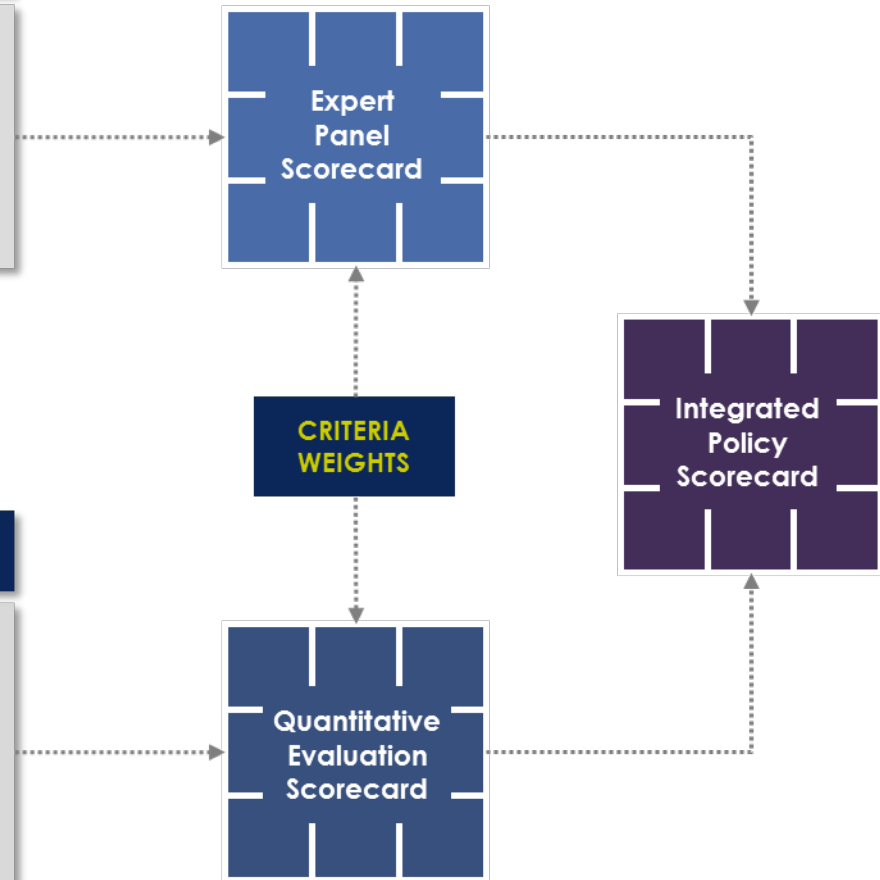 Expert
Panel
Scorecard
CRITERIA
WEIGHTS
Integrated
Policy
Scorecard
Quantitative
Evaluation
Scorecard